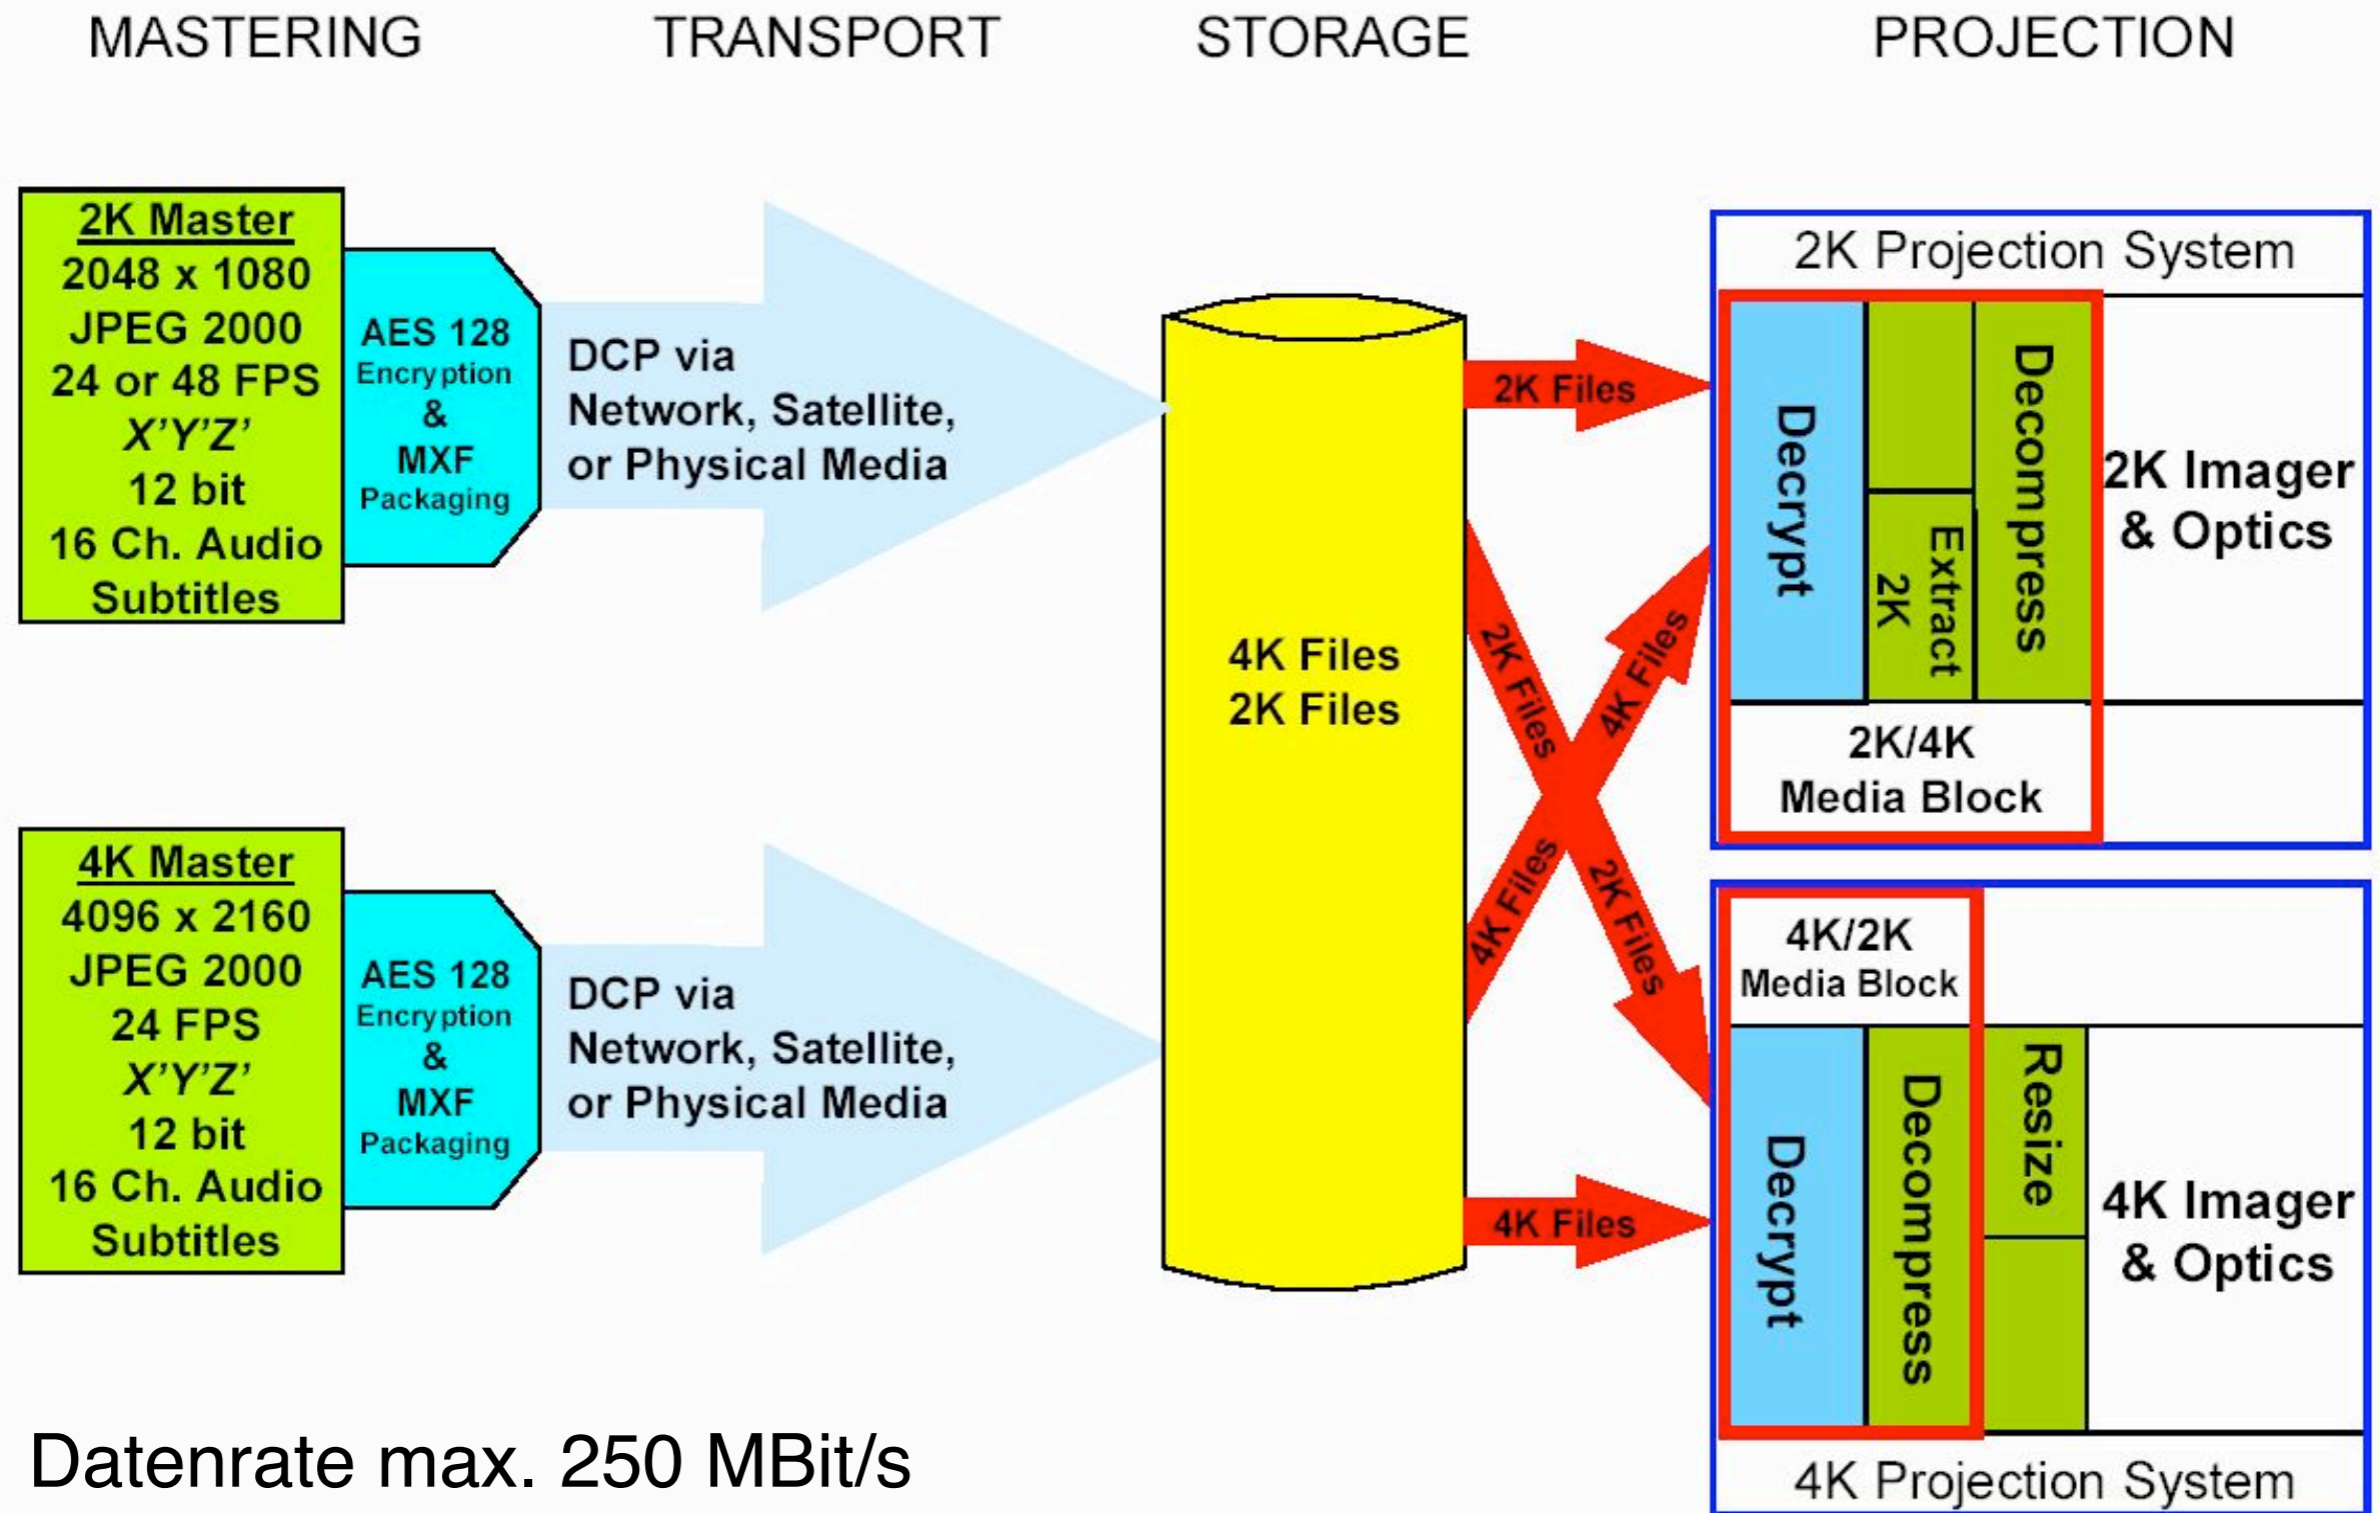 MASTERING
TRANSPORT
STORAGE
PROJECTION
2K Master
2048 x 1080
JPEG 2000
24 or 48 FPS
X’Y’Z’
12 bit
16 Ch. Audio
Subtitles
AES 128
Encryption
&
MXF
Packaging
DCP via
Network, Satellite,
or Physical Media
4K Master
4096 x 2160
JPEG 2000
24 FPS
X’Y’Z’
12 bit
16 Ch. Audio
Subtitles
AES 128
Encryption
&
MXF
Packaging
DCP via
Network, Satellite,
or Physical Media
4K Files
2K Files
2K Files
2K Files
4K Files
4K Files
2K Files
4K Files
2K Projection System
Decrypt
Extract
2K
Decompress
2K Imager
& Optics
2K/4K
Media Block
4K/2K
Media Block
Decrypt
Decompress
Resize
4K Imager
& Optics
4K Projection System
Datenrate max. 250 MBit/s